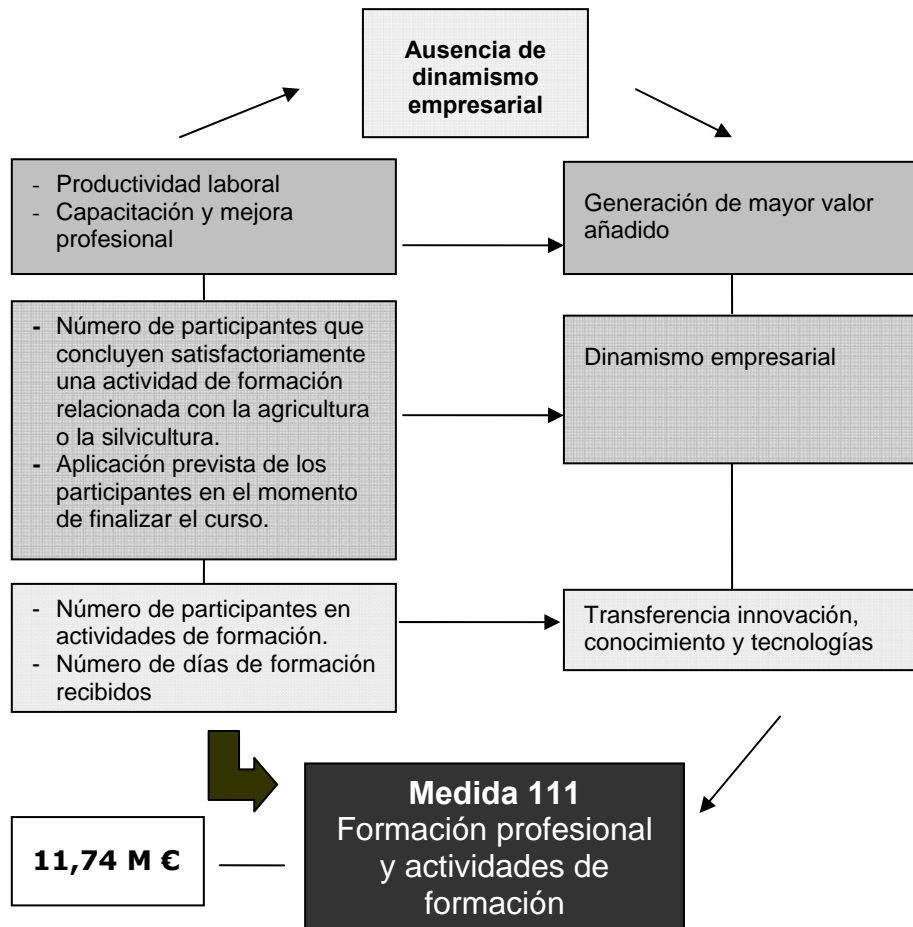 Ausencia de
dinamismo
empresarial
- Productividad laboral
- Capacitación y mejora
profesional
Generación de mayor valor
añadido
- Número de participantes que
concluyen satisfactoriamente
una actividad de formación
relacionada con la agricultura
o la silvicultura.
- Aplicación prevista de los
participantes en el momento
de finalizar el curso.
Dinamismo empresarial
- Número de participantes en
actividades de formación.
- Número de días de formación
recibidos
Transferencia innovación,
conocimiento y tecnologías
Medida 111
Formación profesional
y actividades de
formación
11,74 M €